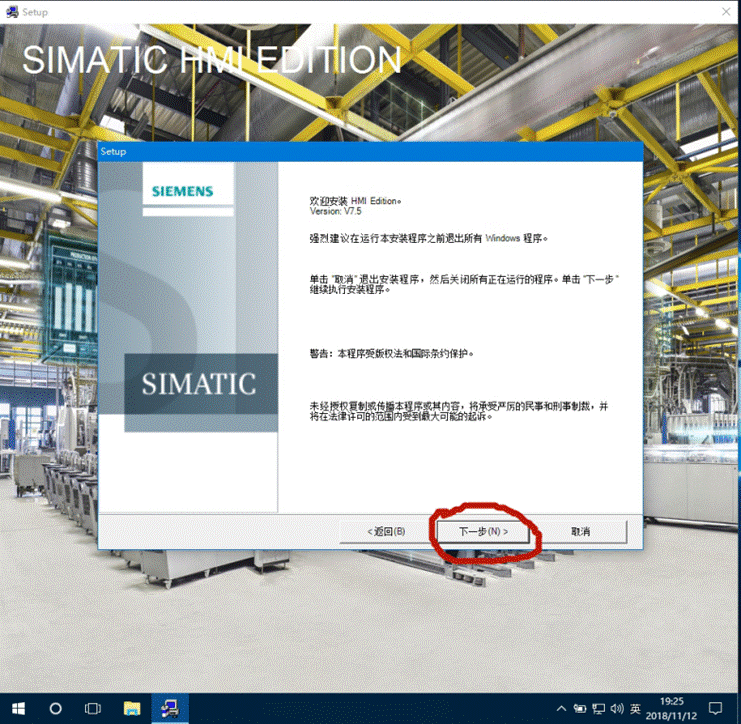 Setup
SIMATIC HMI EDITION
Setup
SIEMENS
SIMATIC
欢迎安装 HMI Edition。
Version: V7.5
强烈建议在运行本安装程序之前退出所有 Windows 程序。
单击 "取消" 退出安装程序，然后关闭所有正在运行的程序。单击 "下一步"
继续执行安装程序。
警告：本程序受版权法和国际条约保护。
未经授权复制或传播本程序或其内容，将承受严厉的民事和刑事制裁，并
将在法律许可的范围内受到最大可能的起诉。
< 返回(B)
下一步(N) >
取消
英
19:25
2018/11/12